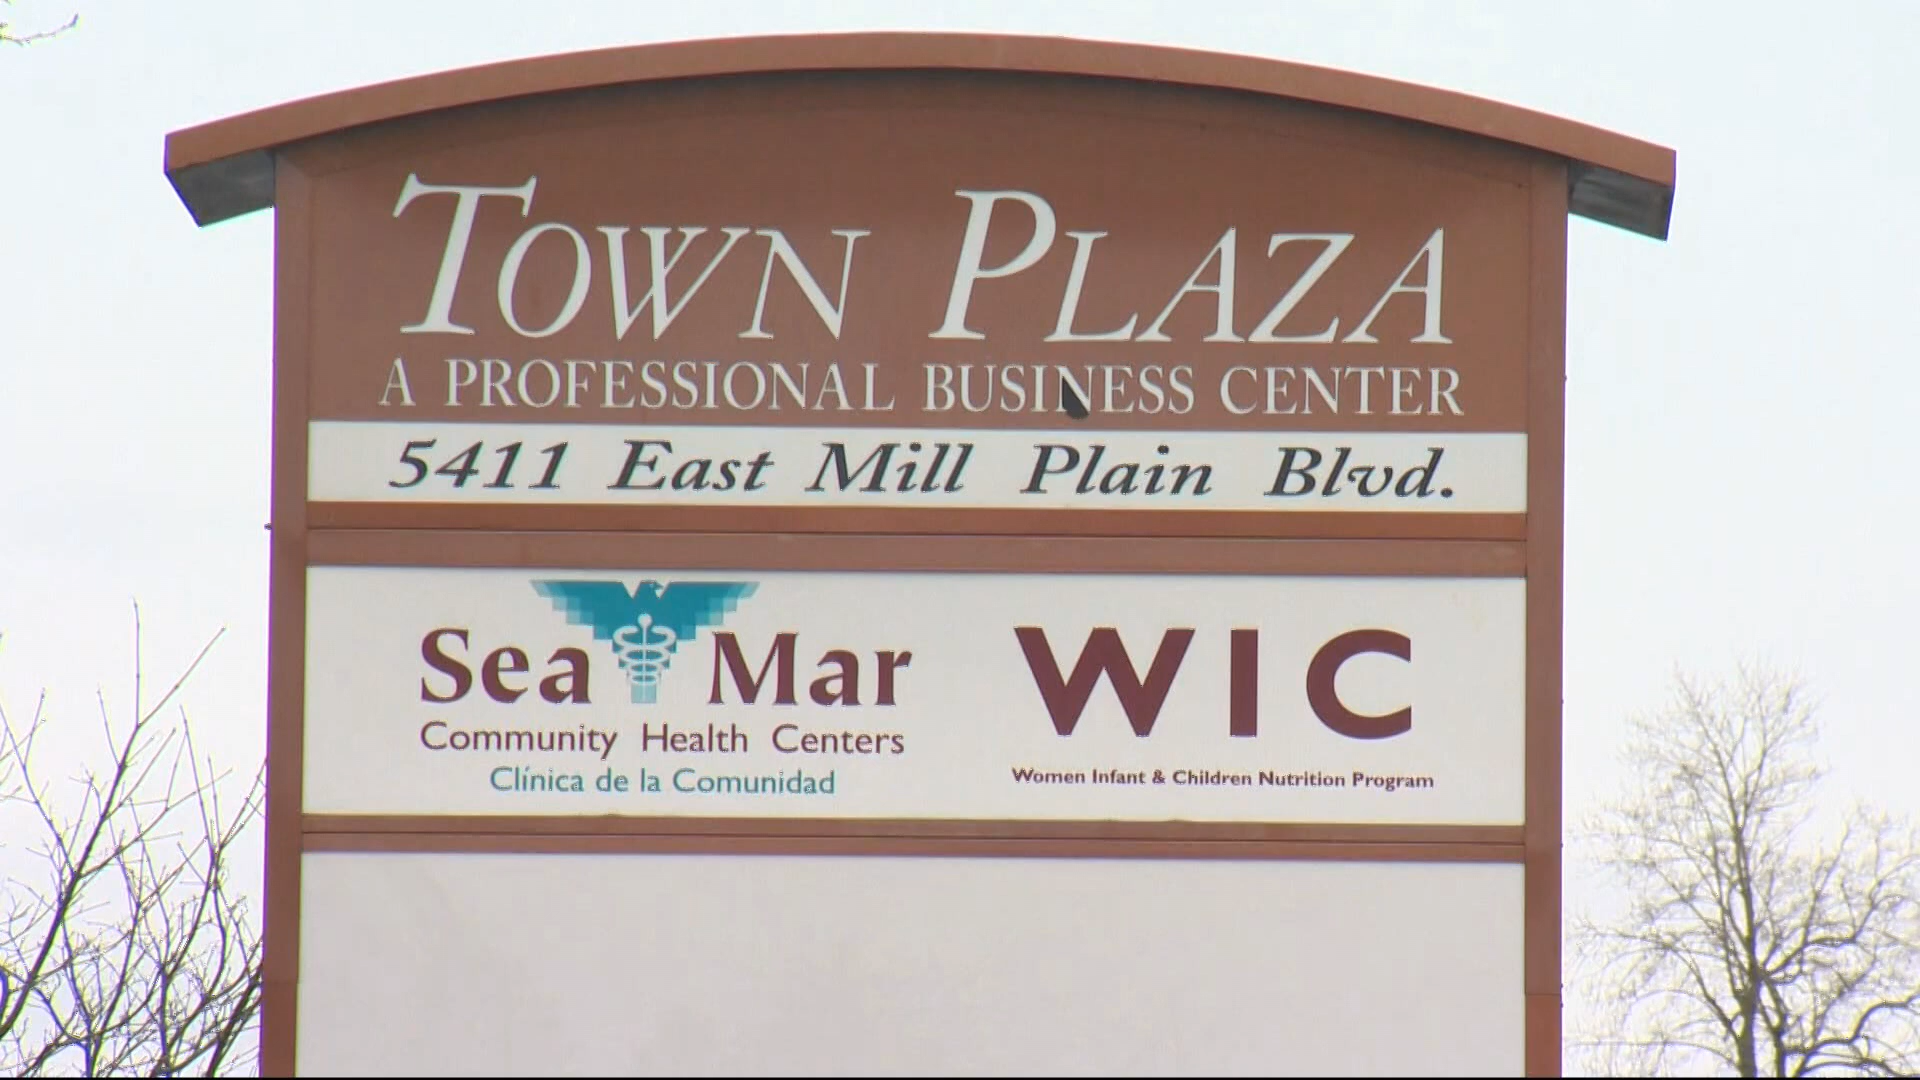 TOWN PLAZA
A PROFESSIONAL BUSINESS CENTER
5411 East Mill Plain Blvd.
Sea Mar
Community Health Centers
Clínica de la Comunidad
WIC
Women Infant & Children Nutrition Program